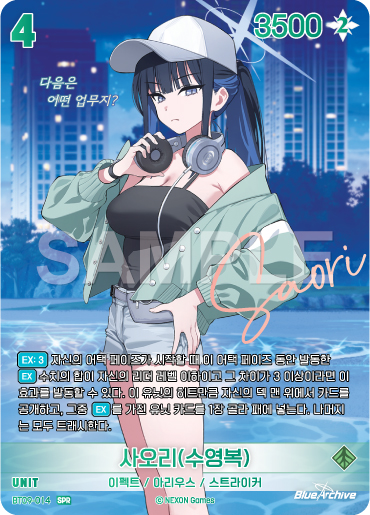 4
3500
2
다음은
어떤 업무지?
SAMPLE
Saori
EX: 3 자신의 어택 페이즈가 시작할 때 이 어택 페이즈 동안 발동한
EX 수치의 합이 자신의 리더 레벨 이하이고 그 차이가 3 이상이라면 이
효과를 발동할 수 있다. 이 유닛의 히트만큼 자신의 덱 맨 위에서 카드를
공개하고, 그중 EX 를 가진 유닛 카드를 1장 골라 패에 넣는다. 나머지
는 모두 드래시한다.
사오리(수영복)
UNIT
이펙트 / 아리우스 / 스트라이커
BT09-014 SPR
© NEXON Games
BlueArchive